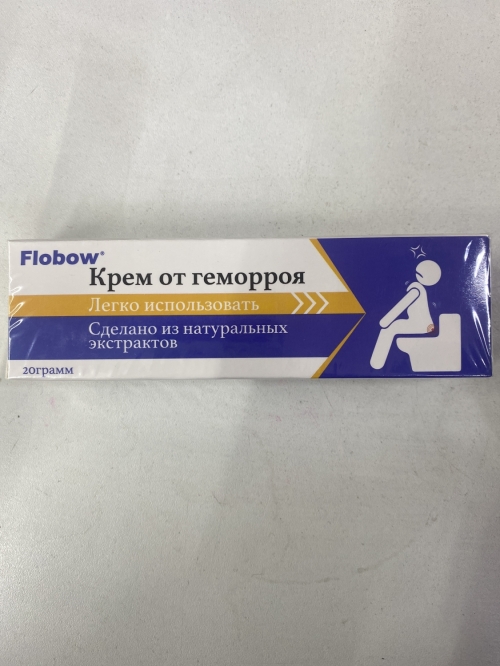 Flobow®
Крем от геморроя
Легко использовать
Сделано из натуральных
экстрактов
20грамм